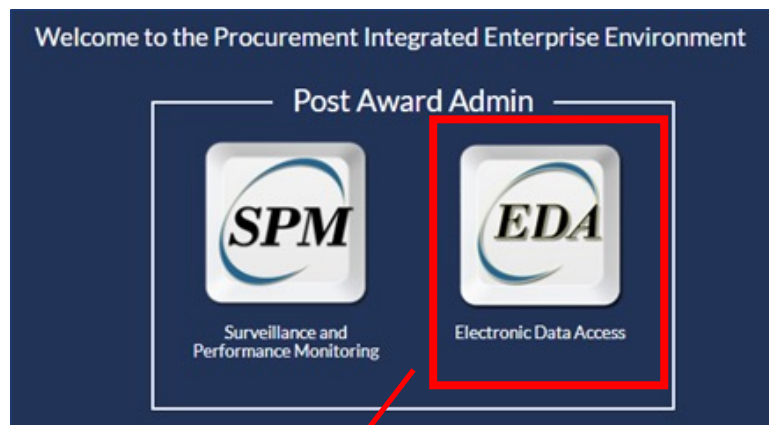 Welcome to the Procurement Integrated Enterprise Environment
Post Award Admin
SPM
EDA
Surveillance and
Performance Monitoring
Electronic Data Access